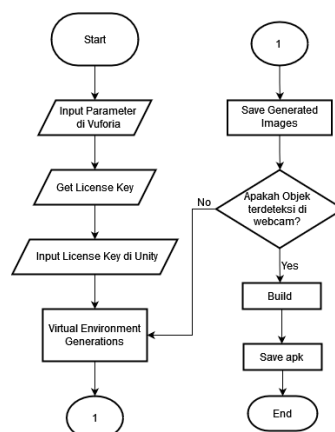 Start
Input Parameter
di Vuforia
Get License Key
Input License Key di Unity
Virtual Environment
Generations
1
1
Save Generated
Images
Apakah Objek
terdeteksi di
webcam?
No
Yes
Build
Save apk
End